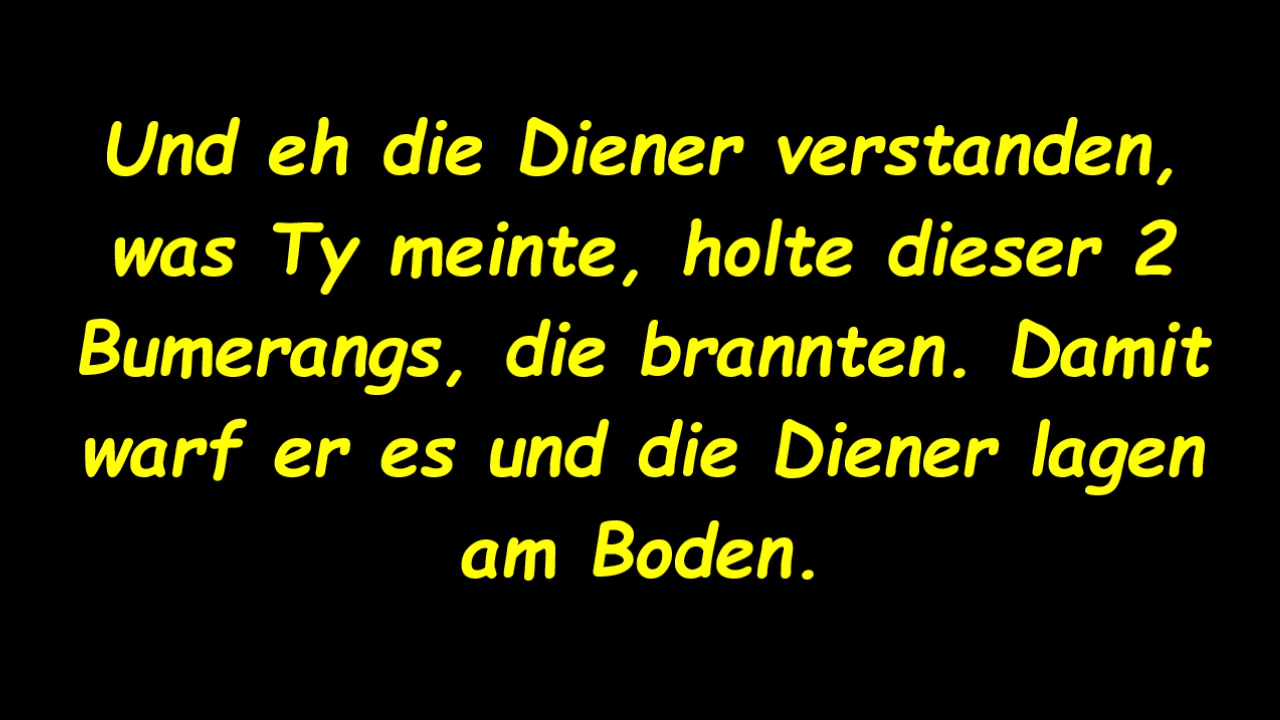 Und eh die Diener verstanden,
was Ty meinte, holte dieser 2
Bumerangs, die brannten. Damit
warf er es und die Diener lagen
am Boden.